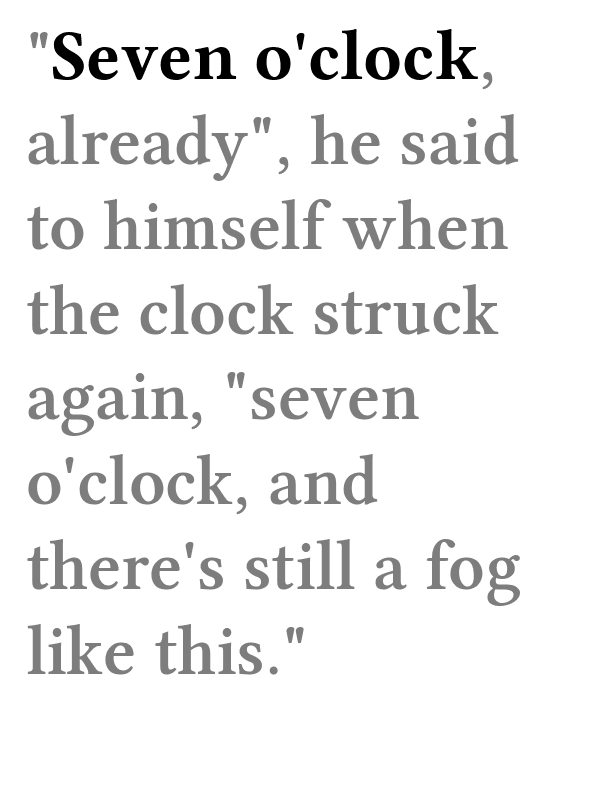 "Seven o'clock,
already", he said
to himself when
the clock struck
again, "seven
o'clock, and
there's still a fog
like this."